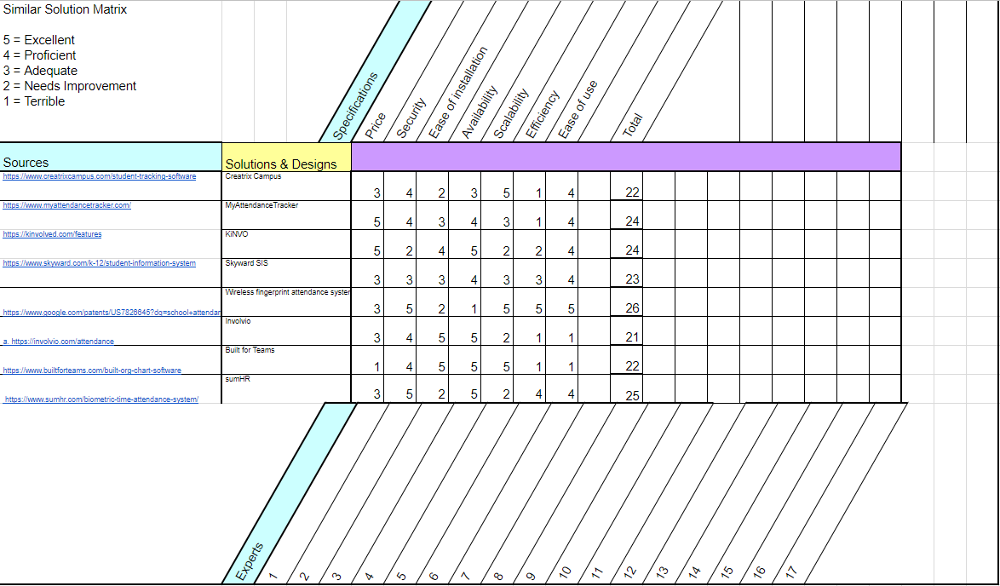 Similar Solution Matrix
5 = Excellent
4 = Proficient
3 = Adequate
2 = Needs Improvement
1 = Terrible
Specifications Price Security Ease of installation Availability Scalability Efficiency Ease of use Total
Sources Solutions & Designs
https://www.creatrixcampus.com/student-tracking-software Creatrix Campus 3 4 2 3 5 1 4 22
https://www.myattendancetracker.com/ MyAttendanceTracker 5 4 3 4 3 1 4 24
https://kinvolved.com/features KiNVO 5 2 4 5 2 2 4 24
https://www.skyward.com/k-12/student-information-system Skyward SIS 3 3 3 4 3 3 4 23
https://www.google.com/patents/US7826645?dq=school+attendar Wireless fingerprint attendance syster 3 5 2 1 5 5 5 26
a. https://involvio.com/attendance Involvio 3 4 5 5 2 1 1 21
https://www.builtforteams.com/built-org-chart-software Built for Teams 1 4 5 5 5 1 1 22
https://www.sumhr.com/biometric-time-attendance-system/ sumHR 3 5 2 5 2 4 4 25
Experts 1 2 3 4 5 6 7 8 9 10 11 12 13 14 15 16 17